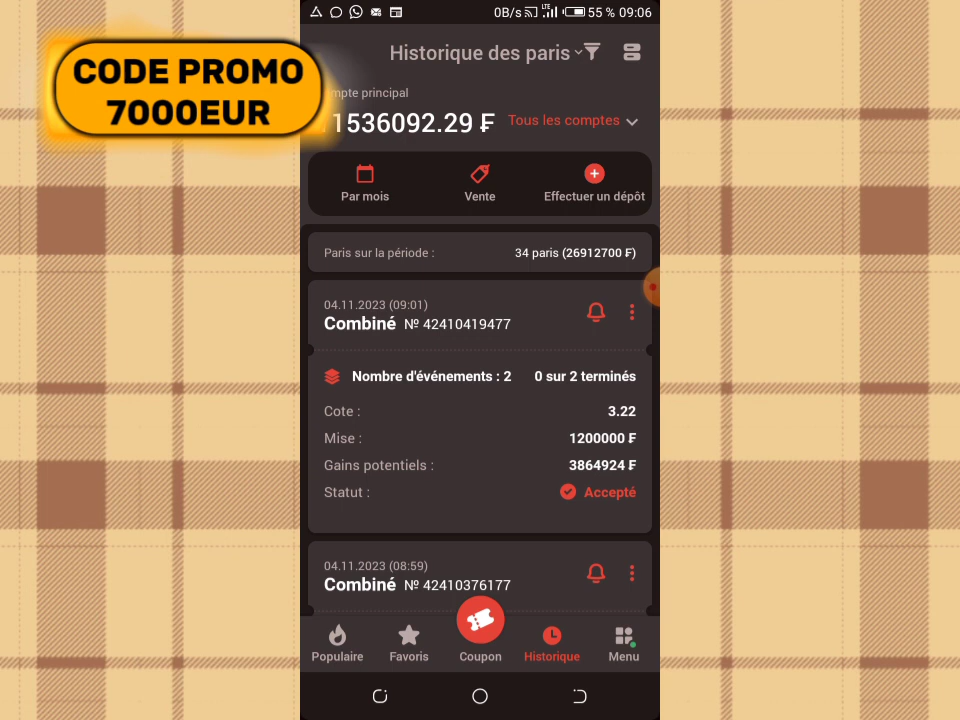 0B/s LTE 55 % 09:06
CODE PROMO
7000EUR
Historique des paris
mpte principal
1536092.29 ₣ Tous les comptes
Par mois Vente Effectuer un dépôt
Paris sur la période : 34 paris (26912700 ₣)
04.11.2023 (09:01)
Combiné № 42410419477
Nombre d'événements : 2 0 sur 2 terminés
Cote : 3.22
Mise : 1200000 ₣
Gains potentiels : 3864924 ₣
Statut : Accepté
04.11.2023 (08:59)
Combiné № 42410376177
Populaire Favoris Coupon Historique Menu